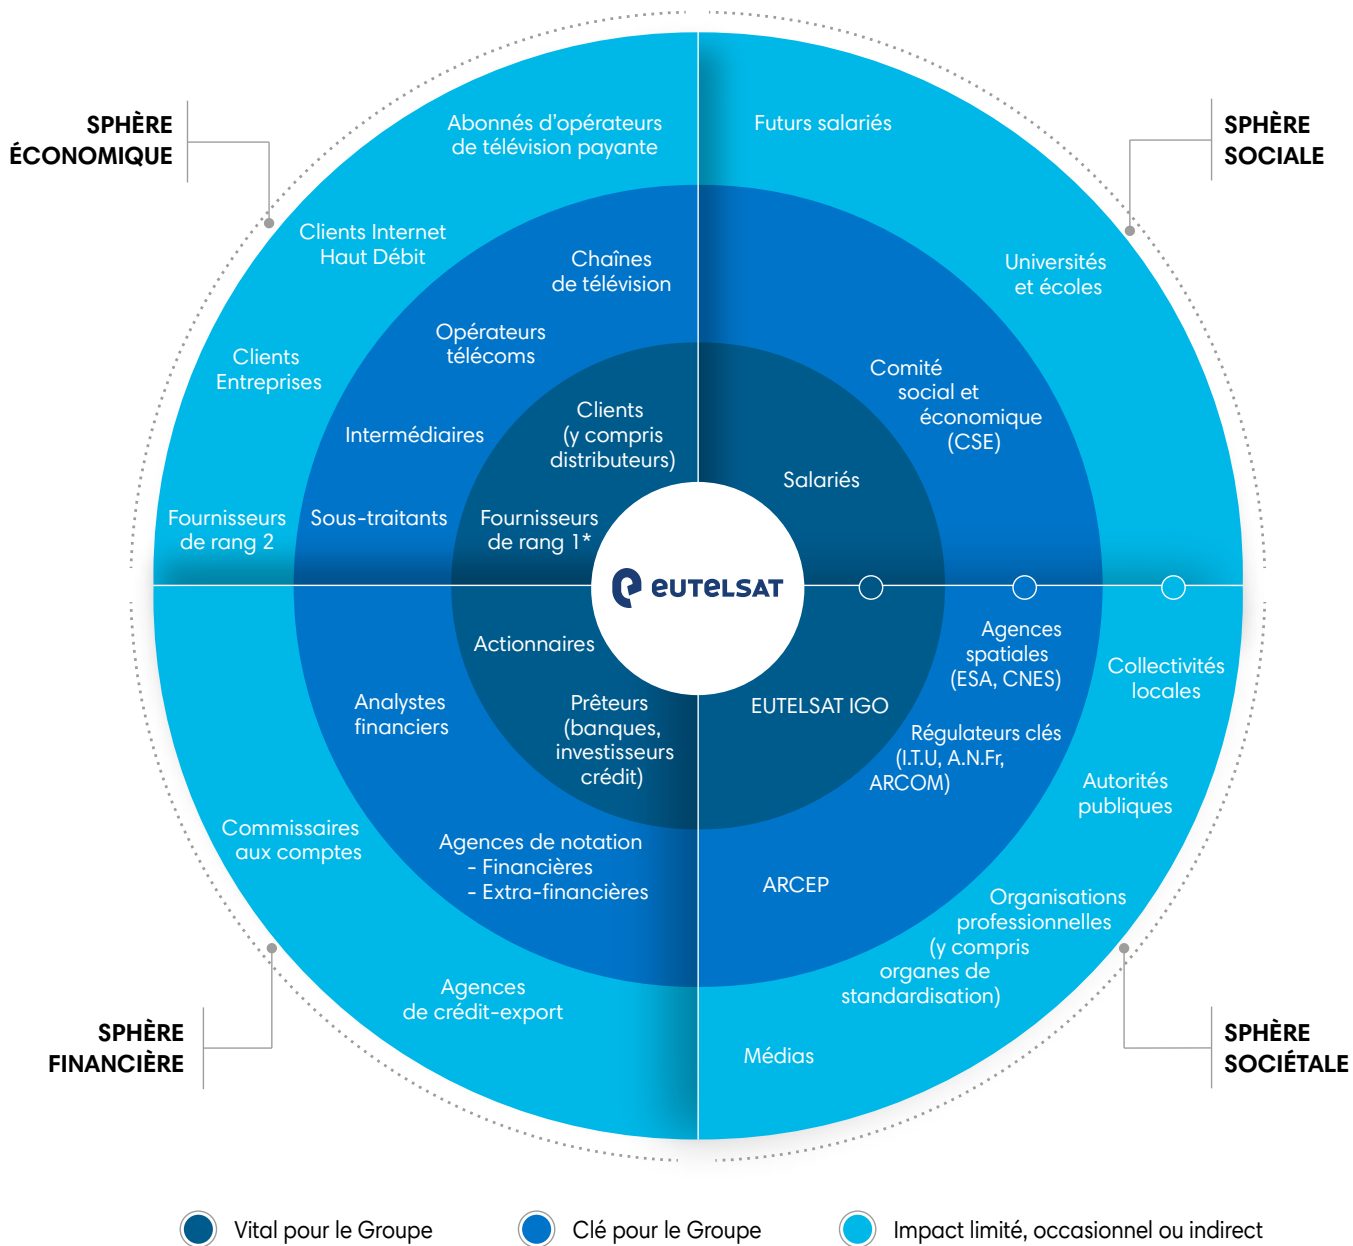 SPHÈRE
ÉCONOMIQUE
Abonnés d'opérateurs
de télévision payante
Clients Internet
Haut Débit
Clients
Entreprises
Fournisseurs
de rang 2
Chaînes
de télévision
Opérateurs
télécoms
Intermédiaires
Sous-traitants
Clients
(y compris
distributeurs)
Fournisseurs
de rang 1*
SPHÈRE
SOCIALE
Futurs salariés
Universités
et écoles
Comité
social et
économique
(CSE)
Salariés
eutelsat
Actionnaires
Prêteurs
(banques,
investisseurs
crédit)
Analystes
financiers
Agences de notation
- Financières
- Extra-financières
Commissaires
aux comptes
Agences
de crédit-export
SPHÈRE
FINANCIÈRE
EUTELSAT IGO
Agences
spatiales
(ESA, CNES)
Régulateurs clés
(I.T.U, A.N.Fr,
ARCOM)
ARCEP
Collectivités
locales
Autorités
publiques
Organisations
professionnelles
(y compris
organes de
standardisation)
Médias
SPHÈRE
SOCIÉTALE
Vital pour le Groupe
Clé pour le Groupe
Impact limité, occasionnel ou indirect